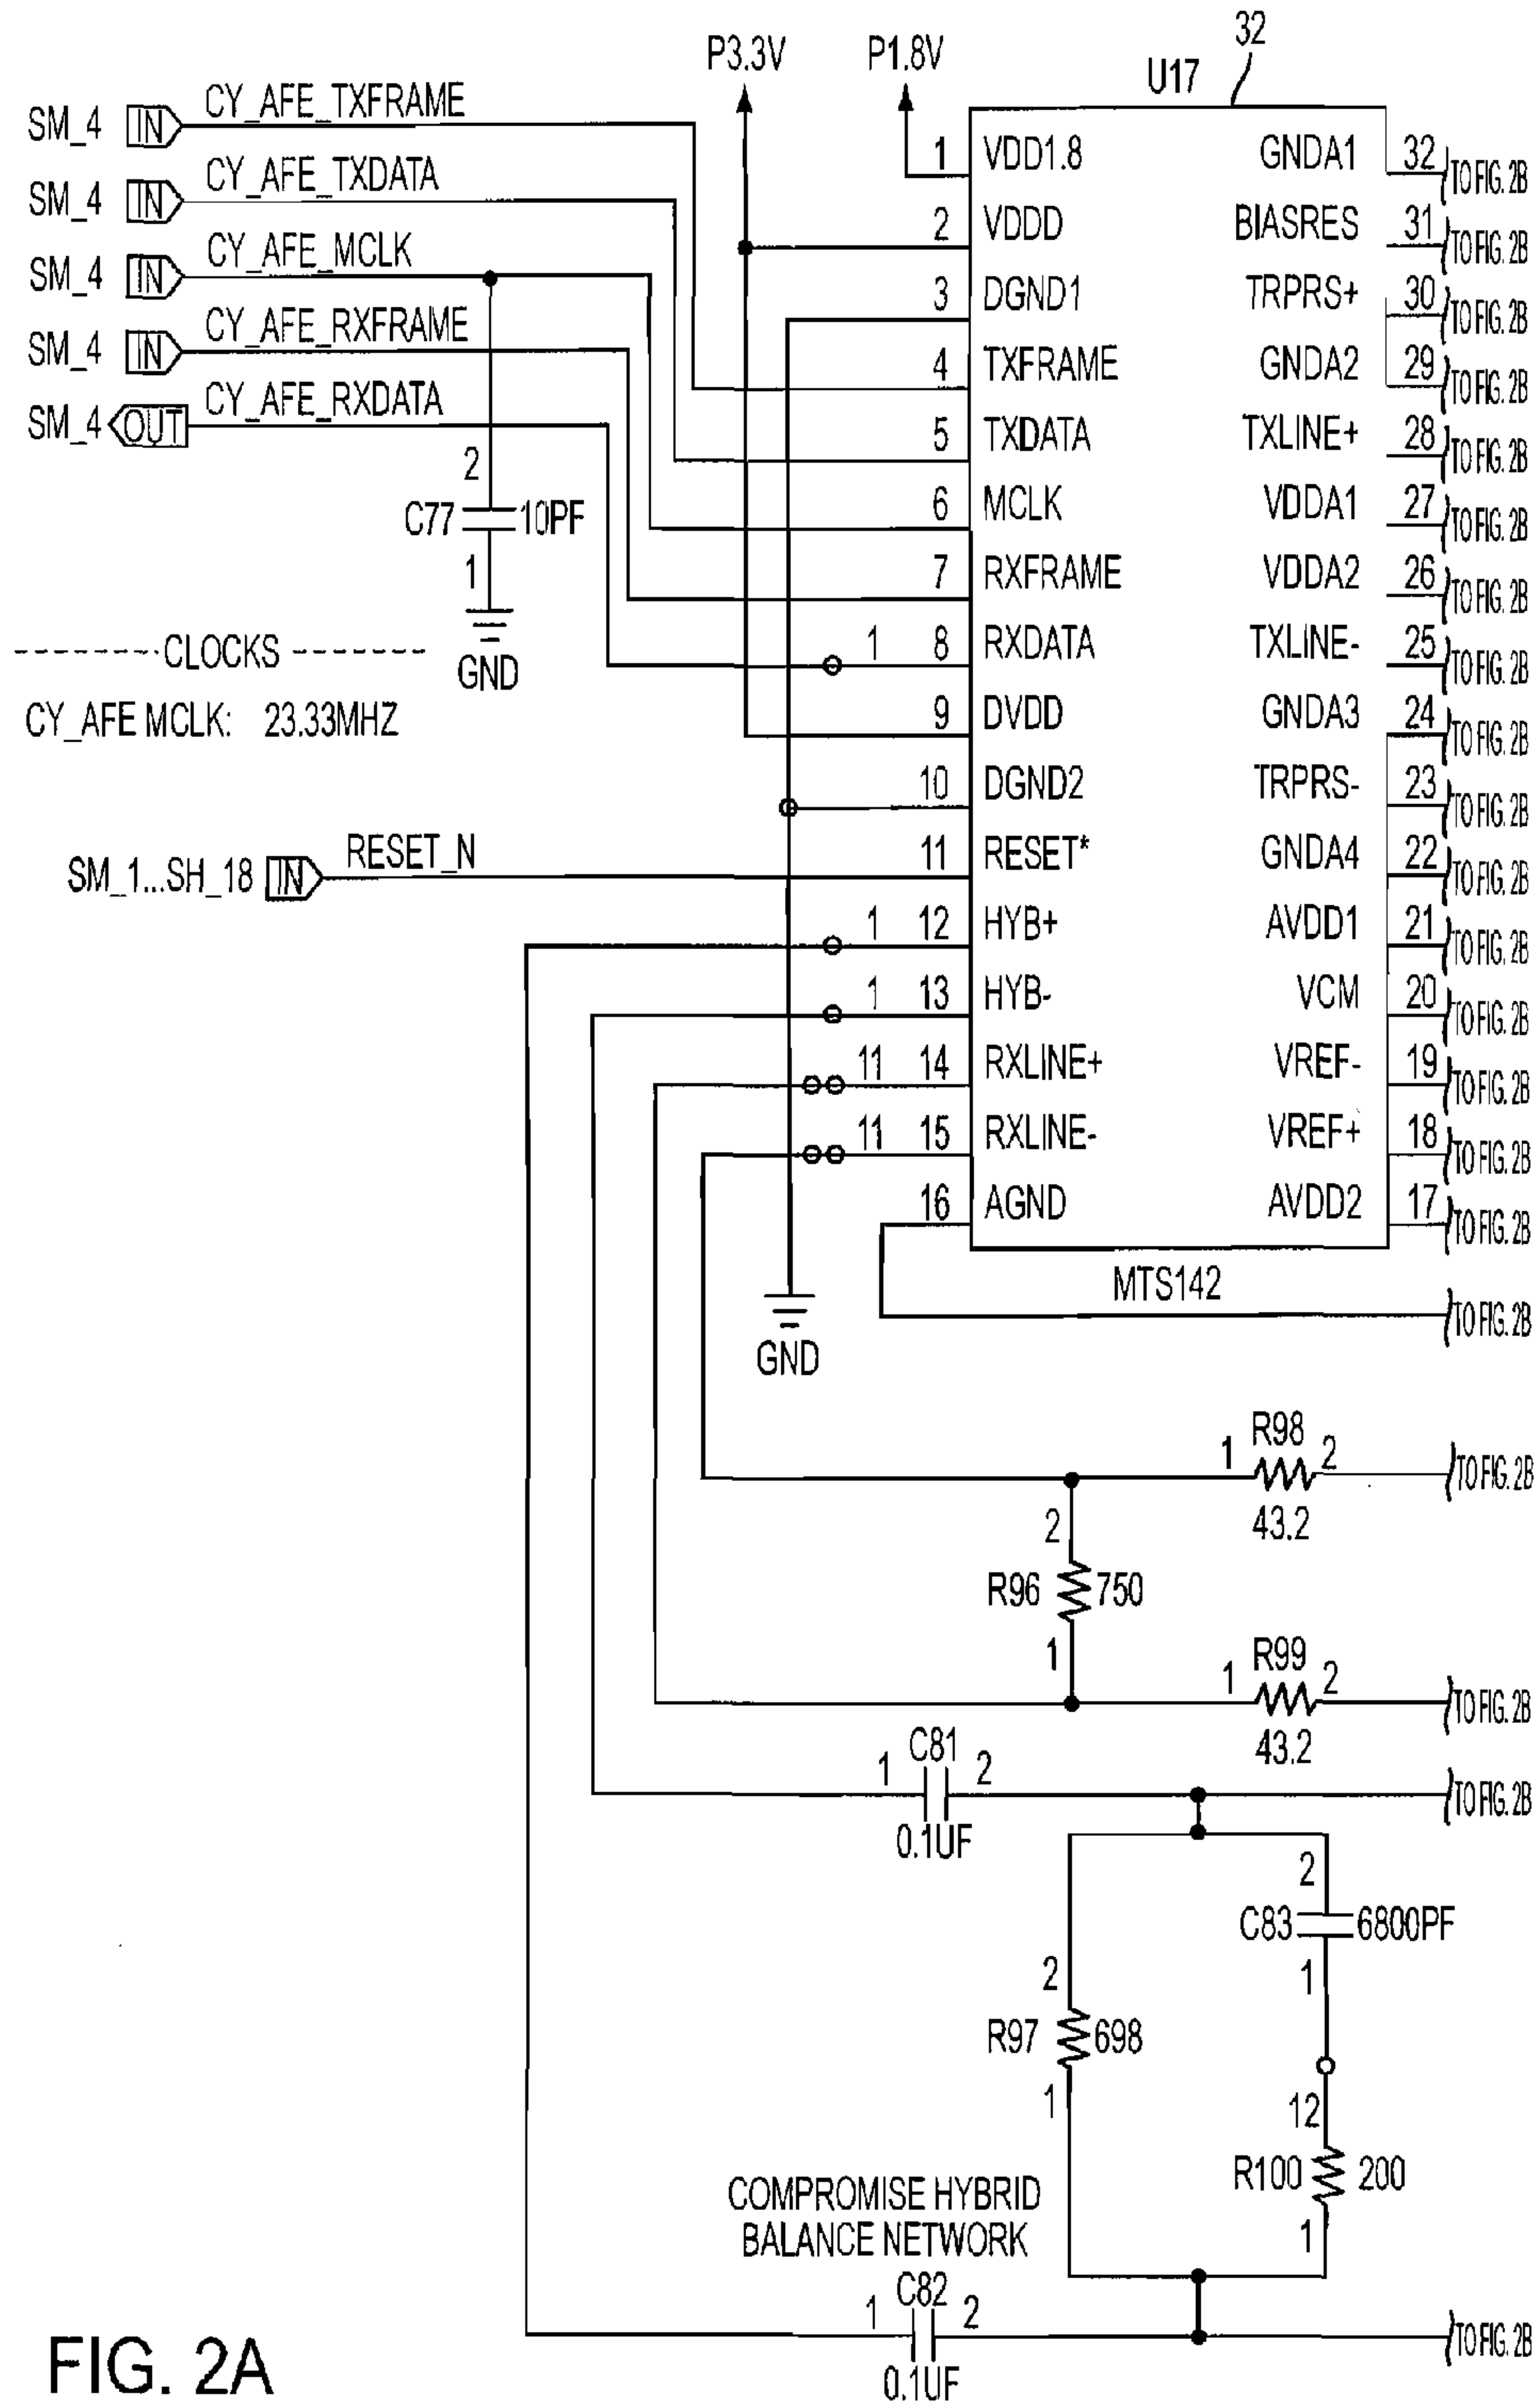 32
P3.3V P1.8V U17
SM_4 IN CY_AFE_TXFRAME
SM_4 IN CY_AFE_TXDATA
SM_4 IN CY_AFE_MCLK
SM_4 IN CY_AFE_RXFRAME
SM_4 OUT CY_AFE_RXDATA
2
C77 10PF
1
GND
--------CLOCKS -------
CY_AFE MCLK: 23.33MHZ
SM_1...SH_18 IN RESET_N
1 VDD1.8 GNDA1 32 TO FIG. 2B
2 VDDD BIASRES 31 TO FIG. 2B
3 DGND1 TRPRS+ 30 TO FIG. 2B
4 TXFRAME GNDA2 29 TO FIG. 2B
5 TXDATA TXLINE+ 28 TO FIG. 2B
6 MCLK VDDA1 27 TO FIG. 2B
7 RXFRAME VDDA2 26 TO FIG. 2B
1 8 RXDATA TXLINE- 25 TO FIG. 2B
9 DVDD GNDA3 24 TO FIG. 2B
10 DGND2 TRPRS- 23 TO FIG. 2B
11 RESET* GNDA4 22 TO FIG. 2B
1 12 HYB+ AVDD1 21 TO FIG. 2B
1 13 HYB- VCM 20 TO FIG. 2B
11 14 RXLINE+ VREF- 19 TO FIG. 2B
11 15 RXLINE- VREF+ 18 TO FIG. 2B
16 AGND AVDD2 17 TO FIG. 2B
MTS142 TO FIG. 2B
GND
1 R98 2 TO FIG. 2B
43.2
2
R96 750
1
1 R99 2 TO FIG. 2B
43.2
1 C81 2 TO FIG. 2B
0.1UF
2
C83 6800PF
1
2
R97 698
1
12
R100 200
1
COMPROMISE HYBRID
BALANCE NETWORK
1 C82 2 TO FIG. 2B
0.1UF
FIG. 2A